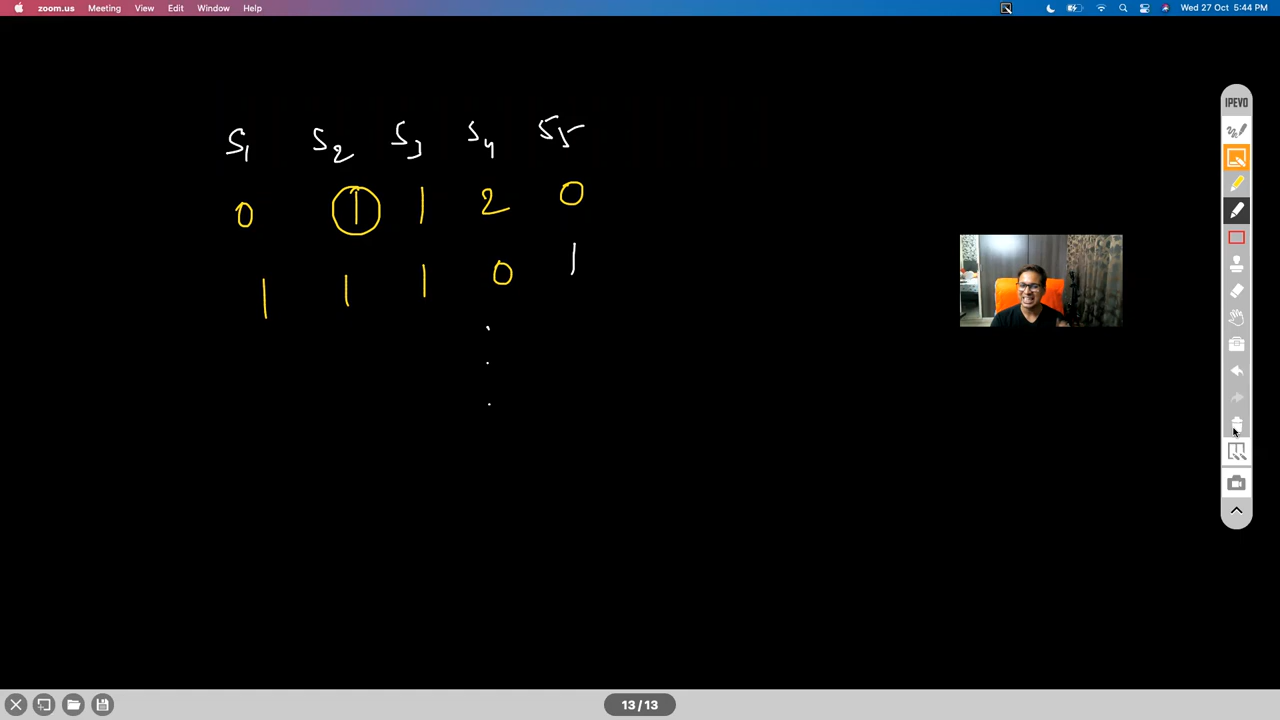 zoom.us Meeting View Edit Window Help Wed 27 Oct 5:44 PM
IPEVO
S1 S2 S3 S4 S5
0 1 1 2 0
1 1 1 0 1
.
.
.
13/13